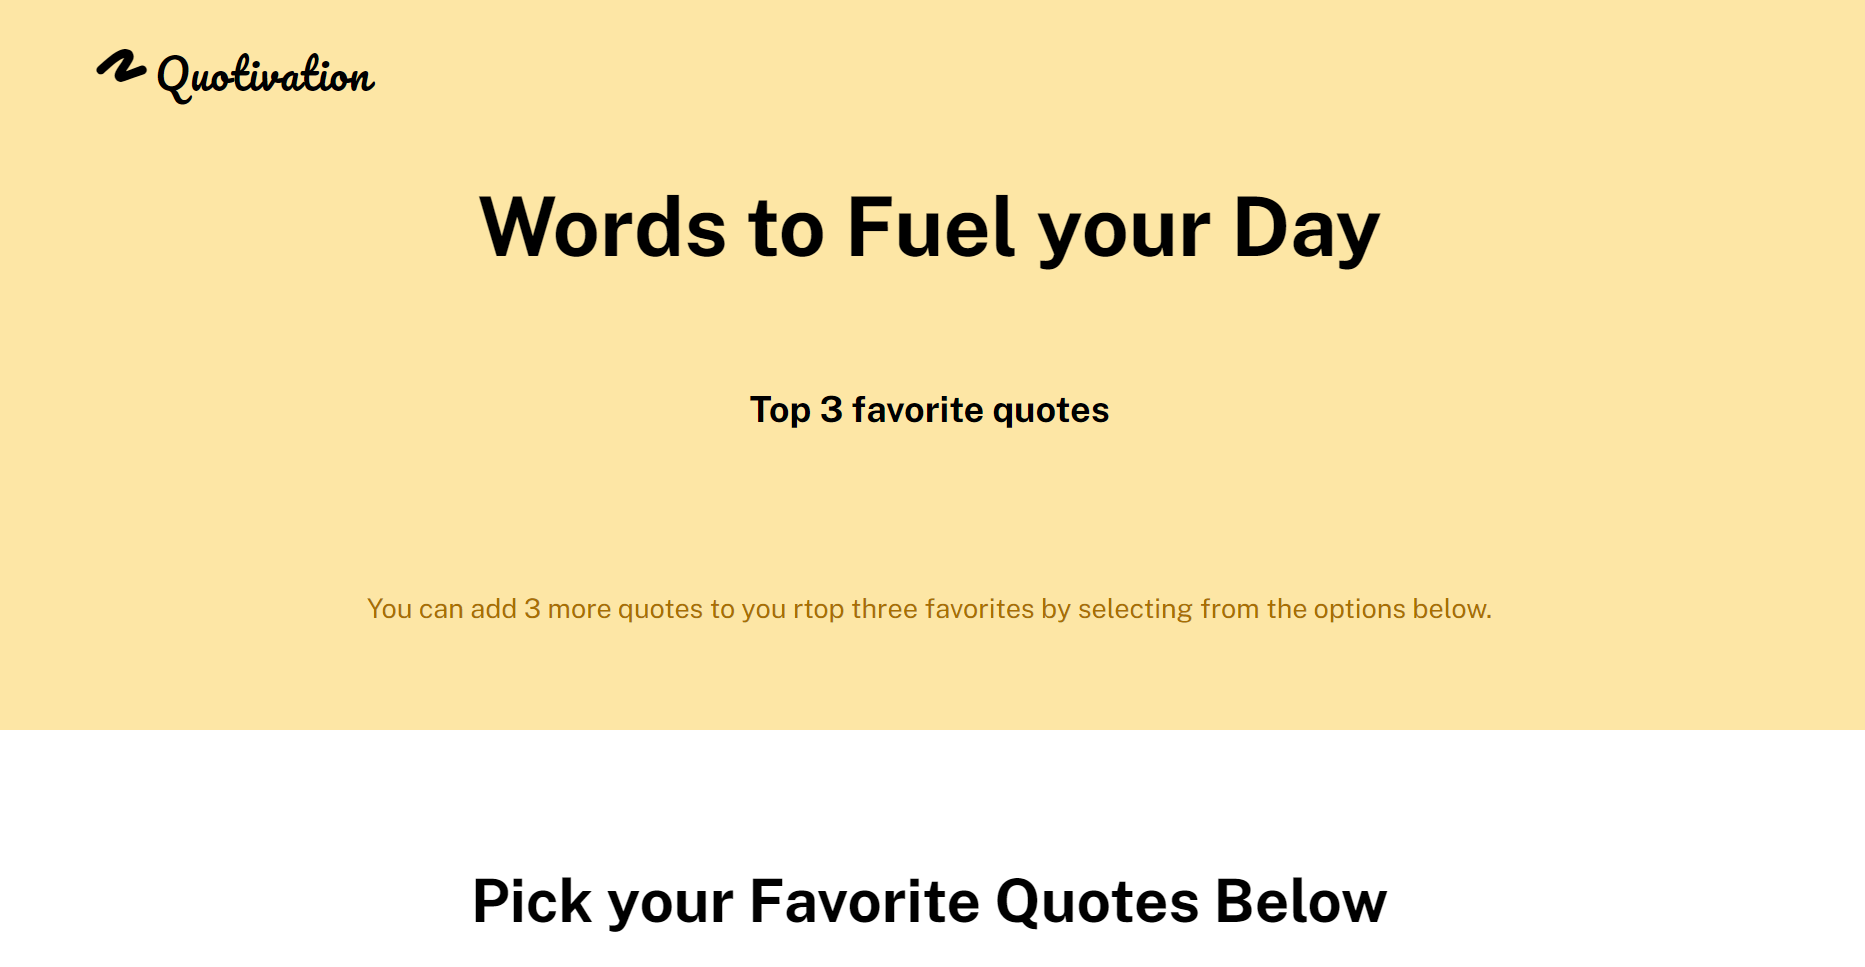 Quotivation
Words to Fuel your Day
Top 3 favorite quotes
You can add 3 more quotes to you rtop three favorites by selecting from the options below.
Pick your Favorite Quotes Below